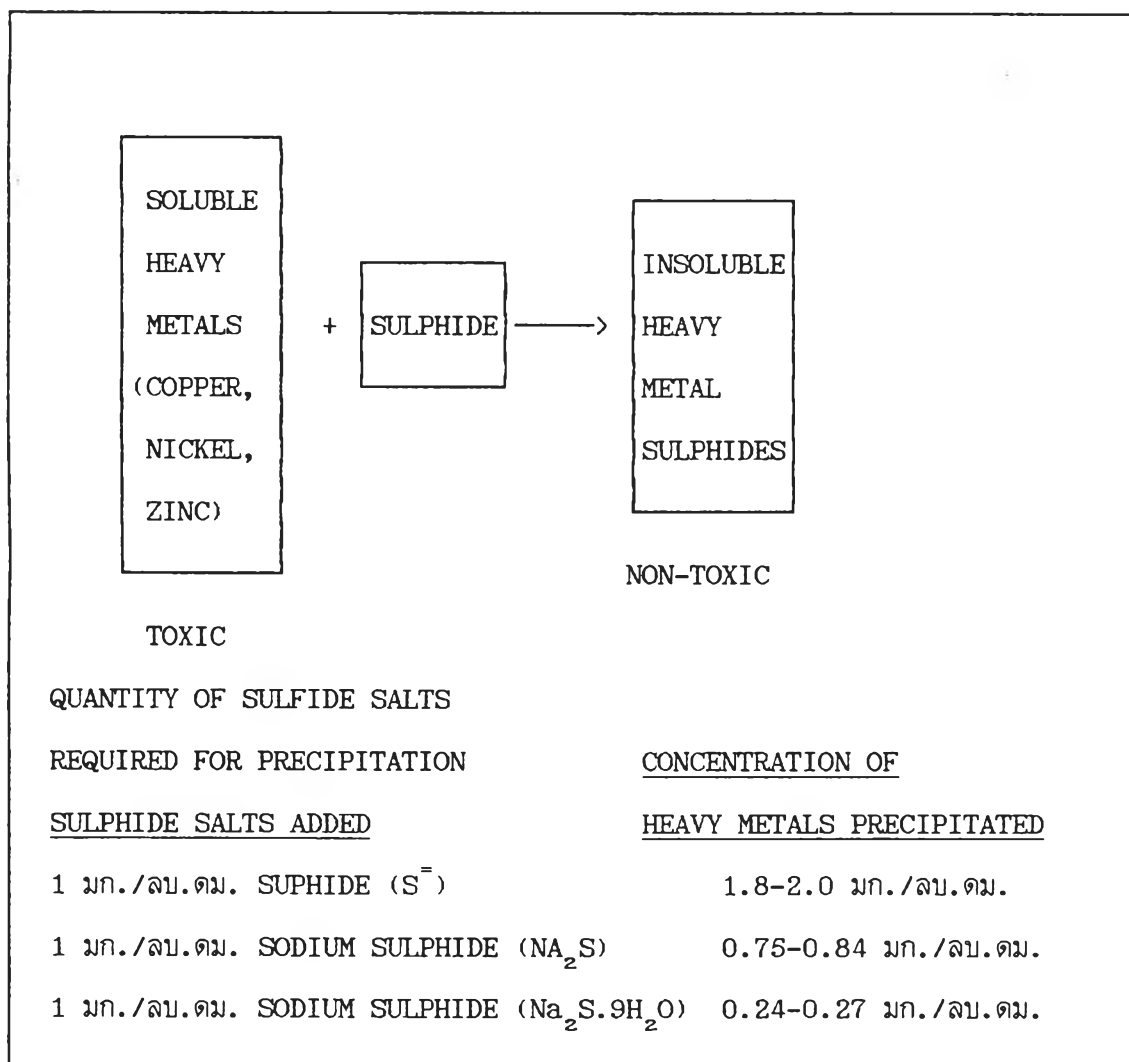 SOLUBLE
HEAVY
METALS
(COPPER,
NICKEL,
ZINC)
TOXIC
+
SULPHIDE
INSOLUBLE
HEAVY
METAL
SULPHIDES
NON-TOXIC
QUANTITY OF SULFIDE SALTS
REQUIRED FOR PRECIPITATION CONCENTRATION OF
SULPHIDE SALTS ADDED HEAVY METALS PRECIPITATED
1 มก./ลบ.ดม. SUPHIDE (S⁼) 1.8-2.0 มก./ลบ.ดม.
1 มก./ลบ.ดม. SODIUM SULPHIDE (NA₂S) 0.75-0.84 มก./ลบ.ดม.
1 มก./ลบ.ดม. SODIUM SULPHIDE (Na₂S.9H₂O) 0.24-0.27 มก./ลบ.ดม.